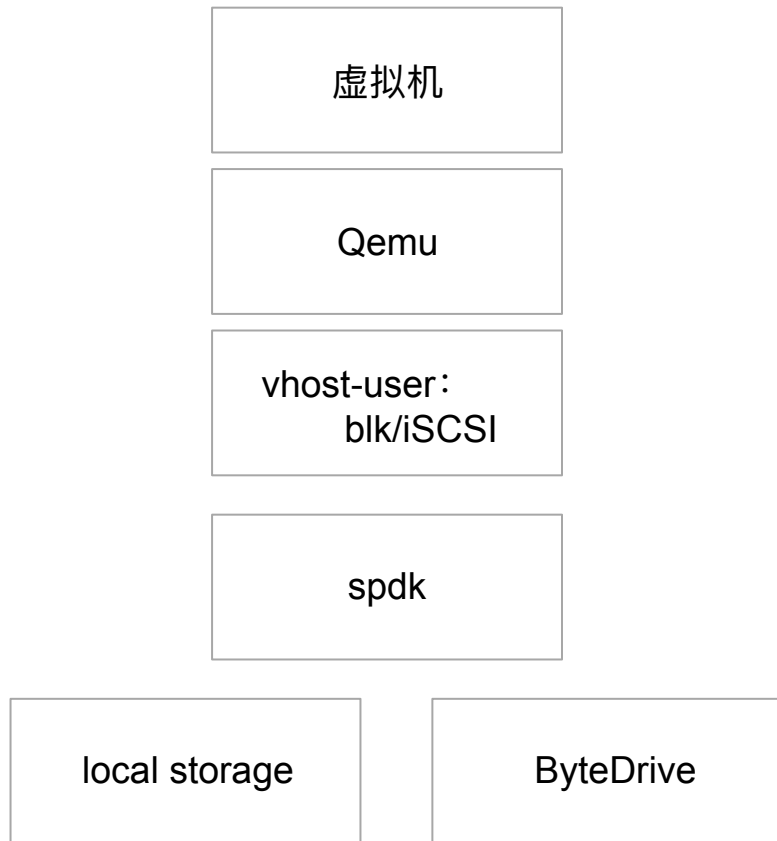 虚拟机
Qemu
vhost-user：
blk/iSCSI
spdk
local storage
ByteDrive